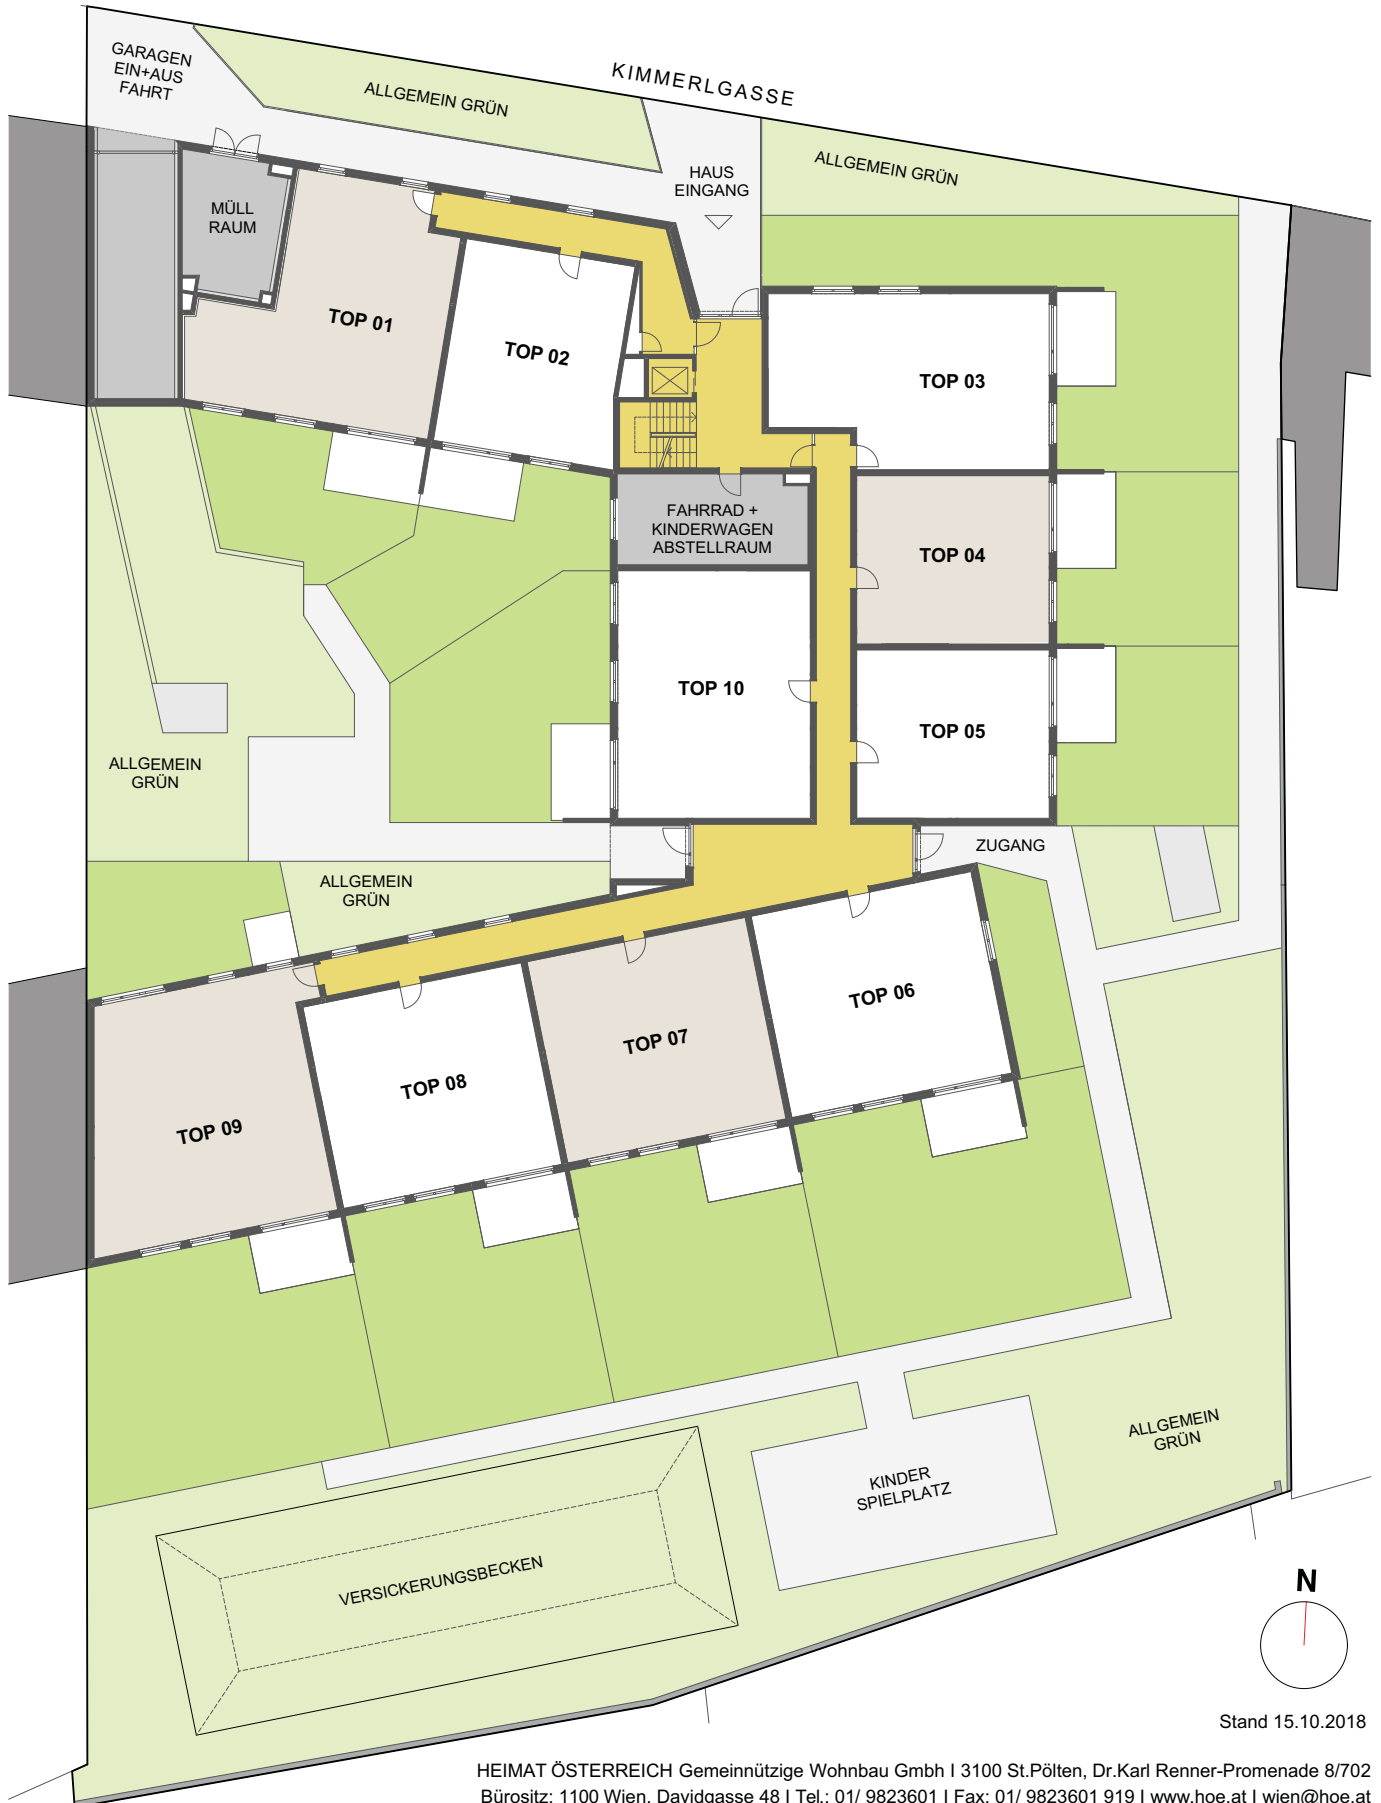 GARAGEN
EIN+AUS
FAHRT
ALLGEMEIN GRÜN
KIMMERLGASSE
HAUS
EINGANG
ALLGEMEIN GRÜN
MÜLL
RAUM
TOP 01
TOP 02
TOP 03
FAHRRAD +
KINDERWAGEN
ABSTELLRAUM
TOP 04
TOP 10
TOP 05
ALLGEMEIN
GRÜN
ZUGANG
ALLGEMEIN
GRÜN
TOP 06
TOP 07
TOP 08
TOP 09
ALLGEMEIN
GRÜN
KINDER
SPIELPLATZ
VERSICKERUNGSBECKEN
N
Stand 15.10.2018
HEIMAT ÖSTERREICH Gemeinnützige Wohnbau Gmbh I 3100 St.Pölten, Dr.Karl Renner-Promenade 8/702
Bürositz: 1100 Wien, Davidgasse 48 I Tel.: 01/ 9823601 I Fax: 01/ 9823601 919 I www.hoe.at I wien@hoe.at